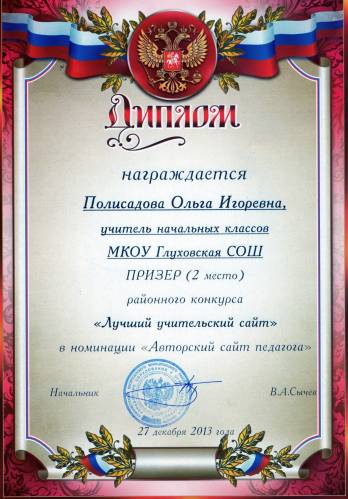 Диплом
награждается
Полисадова Ольга Игоревна,
учитель начальных классов
МКОУ Глуховская СОШ
ПРИЗЕР (2 место)
районного конкурса
«Лучший учительский сайт»
в номинации «Авторский сайт педагога»
Начальник В.А.Сычев
27 декабря 2013 года